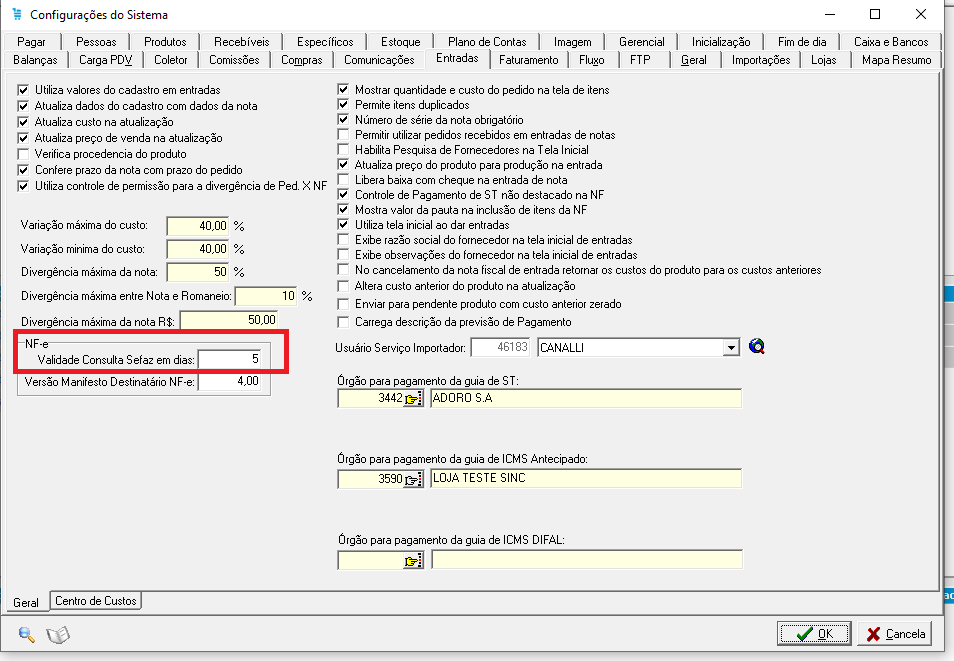 Configurações do Sistema
Pagar Pessoas Produtos Recebíveis Específicos Estoque Plano de Contas Imagem Gerencial Inicialização Fim de dia Caixa e Bancos
Balanças Carga PDV Coletor Comissões Compras Comunicações Entradas Faturamento Fluxo FTP Geral Importações Lojas Mapa Resumo
Utiliza valores do cadastro em entradas
Atualiza dados do cadastro com dados da nota
Atualiza custo na atualização
Atualiza preço de venda na atualização
Verifica procedencia do produto
Confere prazo da nota com prazo do pedido
Utiliza controle de permissão para a divergência de Ped. X NF
Variação máxima do custo: 40,00 %
Variação minima do custo: 40,00 %
Divergência máxima da nota: 50 %
Divergência máxima entre Nota e Romaneio: 10 %
Divergência máxima da nota R$: 50,00
NF-e
Validade Consulta Sefaz em dias: 5
Versão Manifesto Destinatário NF-e: 4,00
Mostrar quantidade e custo do pedido na tela de itens
Permite itens duplicados
Número de série da nota obrigatório
Permitir utilizar pedidos recebidos em entradas de notas
Habilita Pesquisa de Fornecedores na Tela Inicial
Atualiza preço do produto para produção na entrada
Libera baixa com cheque na entrada de nota
Controle de Pagamento de ST não destacado na NF
Mostra valor da pauta na inclusão de itens da NF
Utiliza tela inicial ao dar entradas
Exibe razão social do fornecedor na tela inicial de entradas
Exibe observações do fornecedor na tela inicial de entradas
No cancelamento da nota fiscal de entrada retornar os custos do produto para os custos anteriores
Altera custo anterior do produto na atualização
Enviar para pendente produto com custo anterior zerado
Carrega descrição da previsão de Pagamento
Usuário Serviço Importador: 46183 CANALLI
Órgão para pagamento da guia de ST:
3442 ADORO S.A
Órgão para pagamento da guia de ICMS Antecipado:
3590 LOJA TESTE SINC
Órgão para pagamento da guia de ICMS DIFAL:
Geral Centro de Custos
OK Cancela